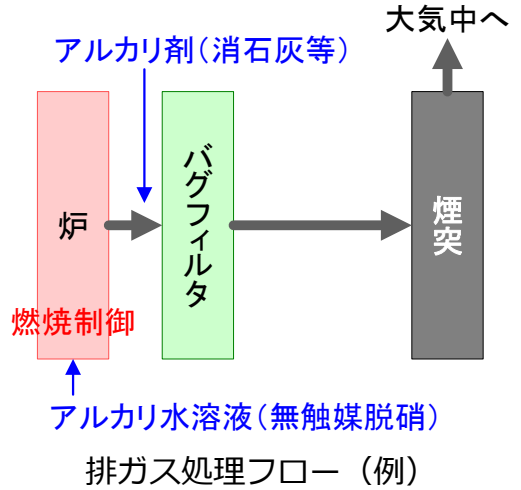 大気中へ
アルカリ剤（消石灰等）
炉
バグフィルタ
煙突
燃焼制御
アルカリ水溶液（無触媒脱硝）
排ガス処理フロー（例）